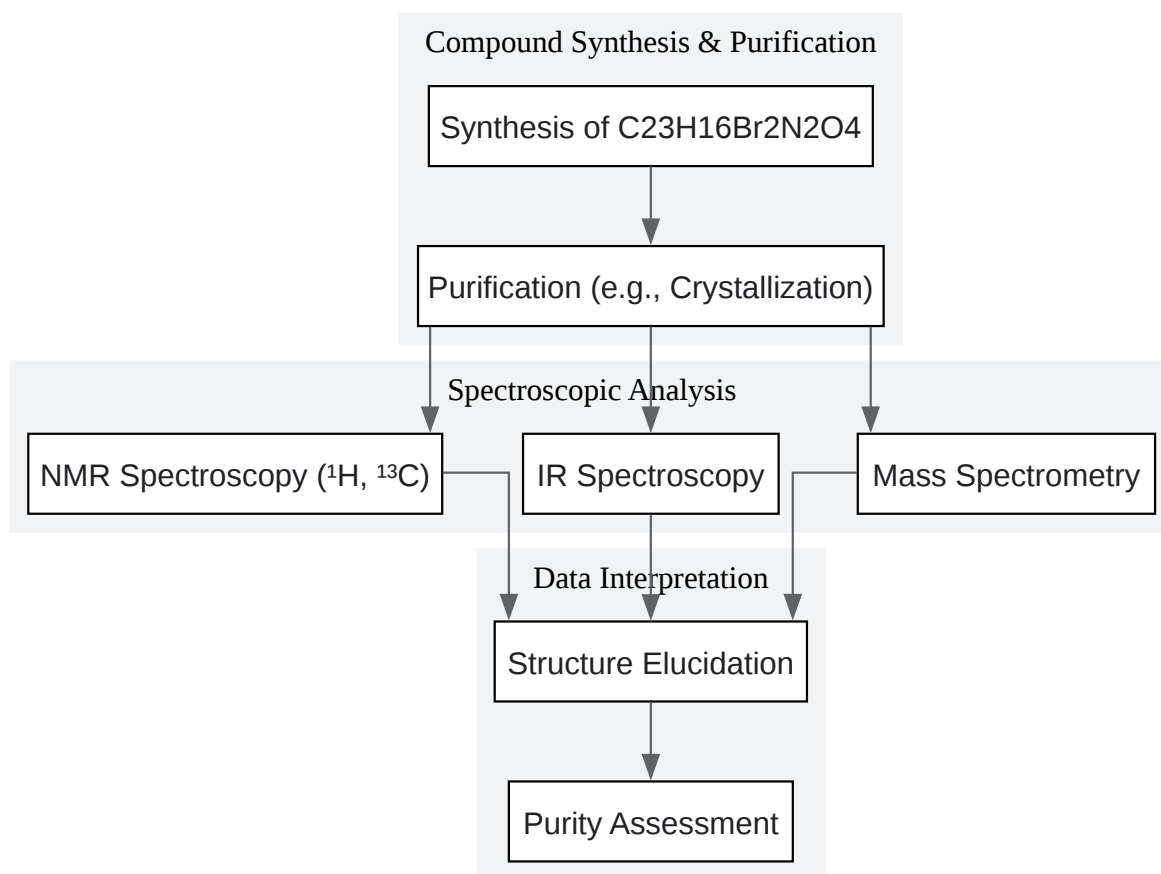 Compound Synthesis & Purification
Synthesis of C23H16Br2N2O4
Purification (e.g., Crystallization)
Spectroscopic Analysis
NMR Spectroscopy (¹H, ¹³C)
IR Spectroscopy
Mass Spectrometry
Data Interpretation
Structure Elucidation
Purity Assessment